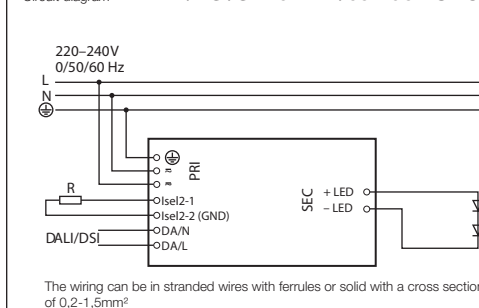 220–240V
0/50/60 Hz
L
N
PRI
≂
≂
R
Isel2-1
Isel2-2 (GND)
DALI/DSI
DA/N
DA/L
SEC
+ LED
– LED
The wiring can be in stranded wires with ferrules or solid with a cross section
of 0,2-1,5mm²